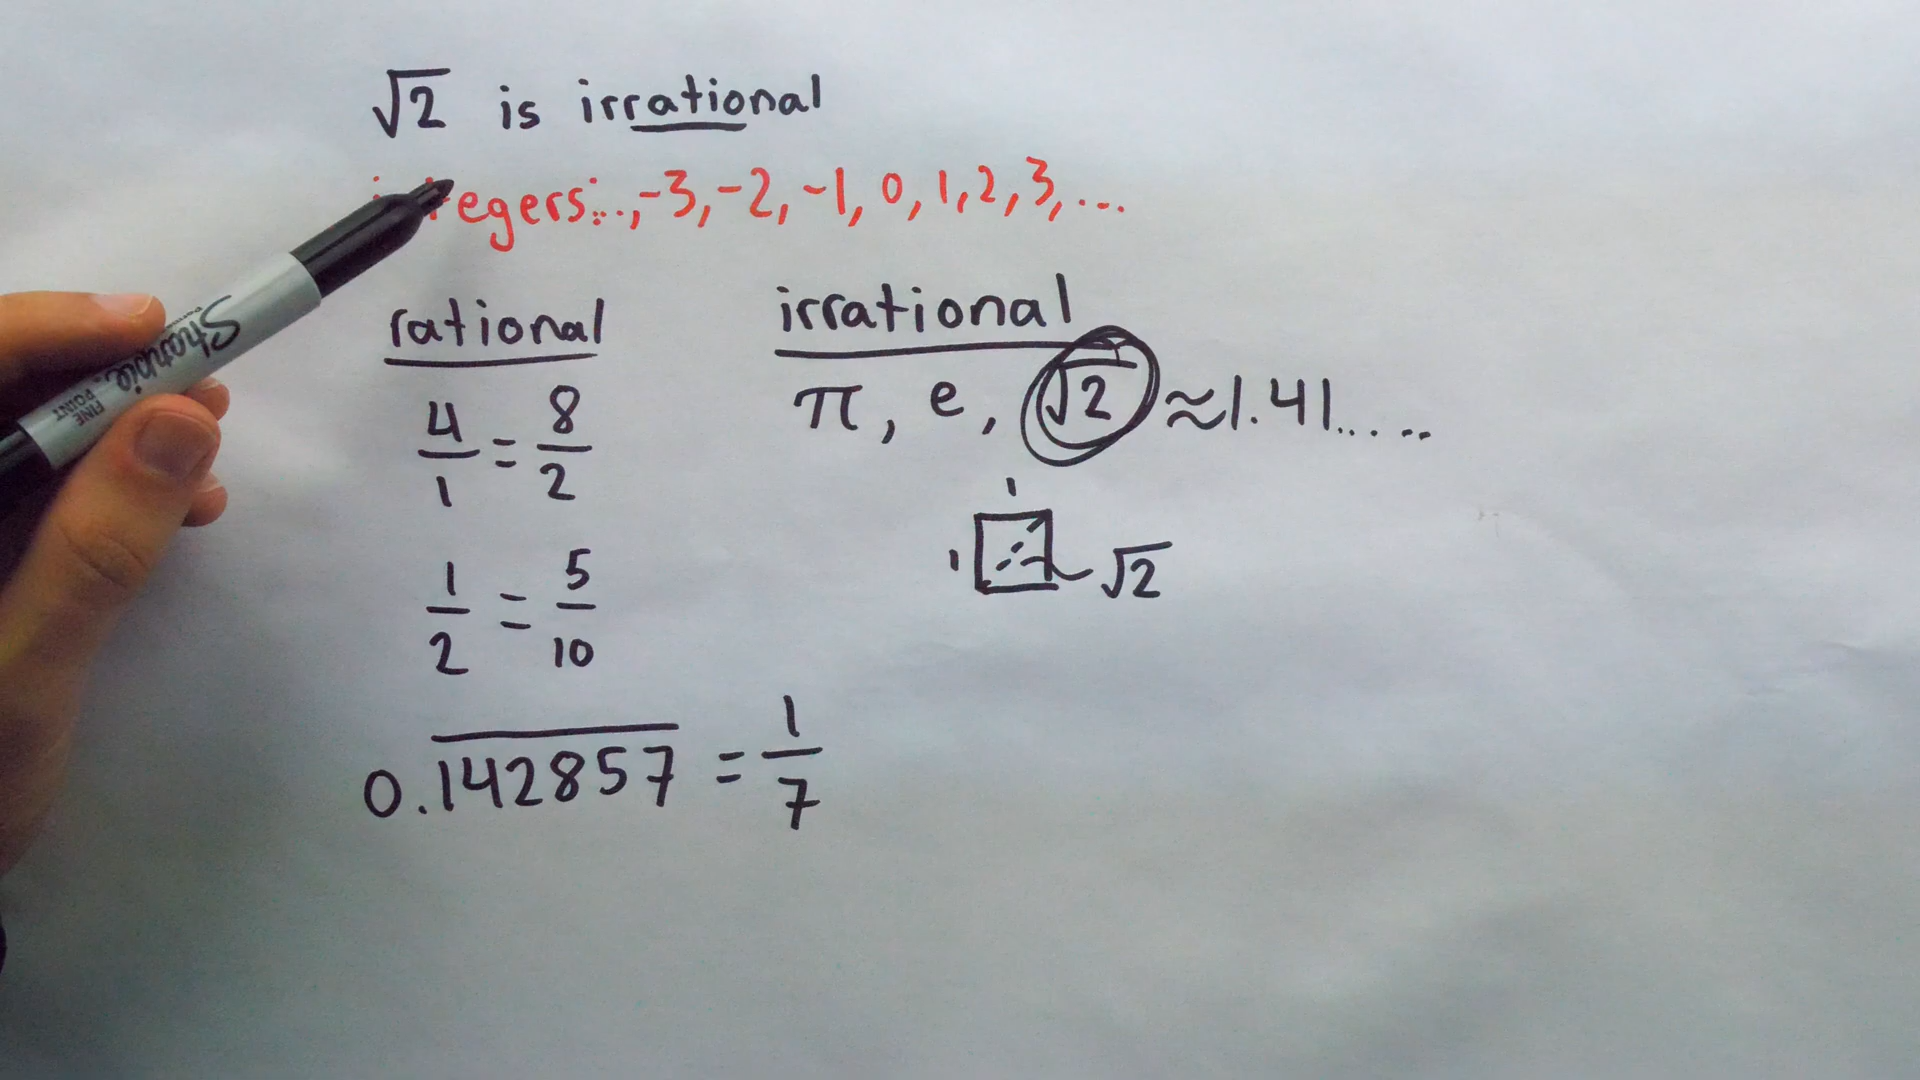 √2 is irrational
integers:..., -3, -2, ~1, 0, 1, 2, 3, ...
rational
irrational
4/1 = 8/2
π, e, √2 ≈ 1.41.....
1
1
√2
1/2 = 5/10
0.142857 = 1/7
Sharpie.
FINE
POINT